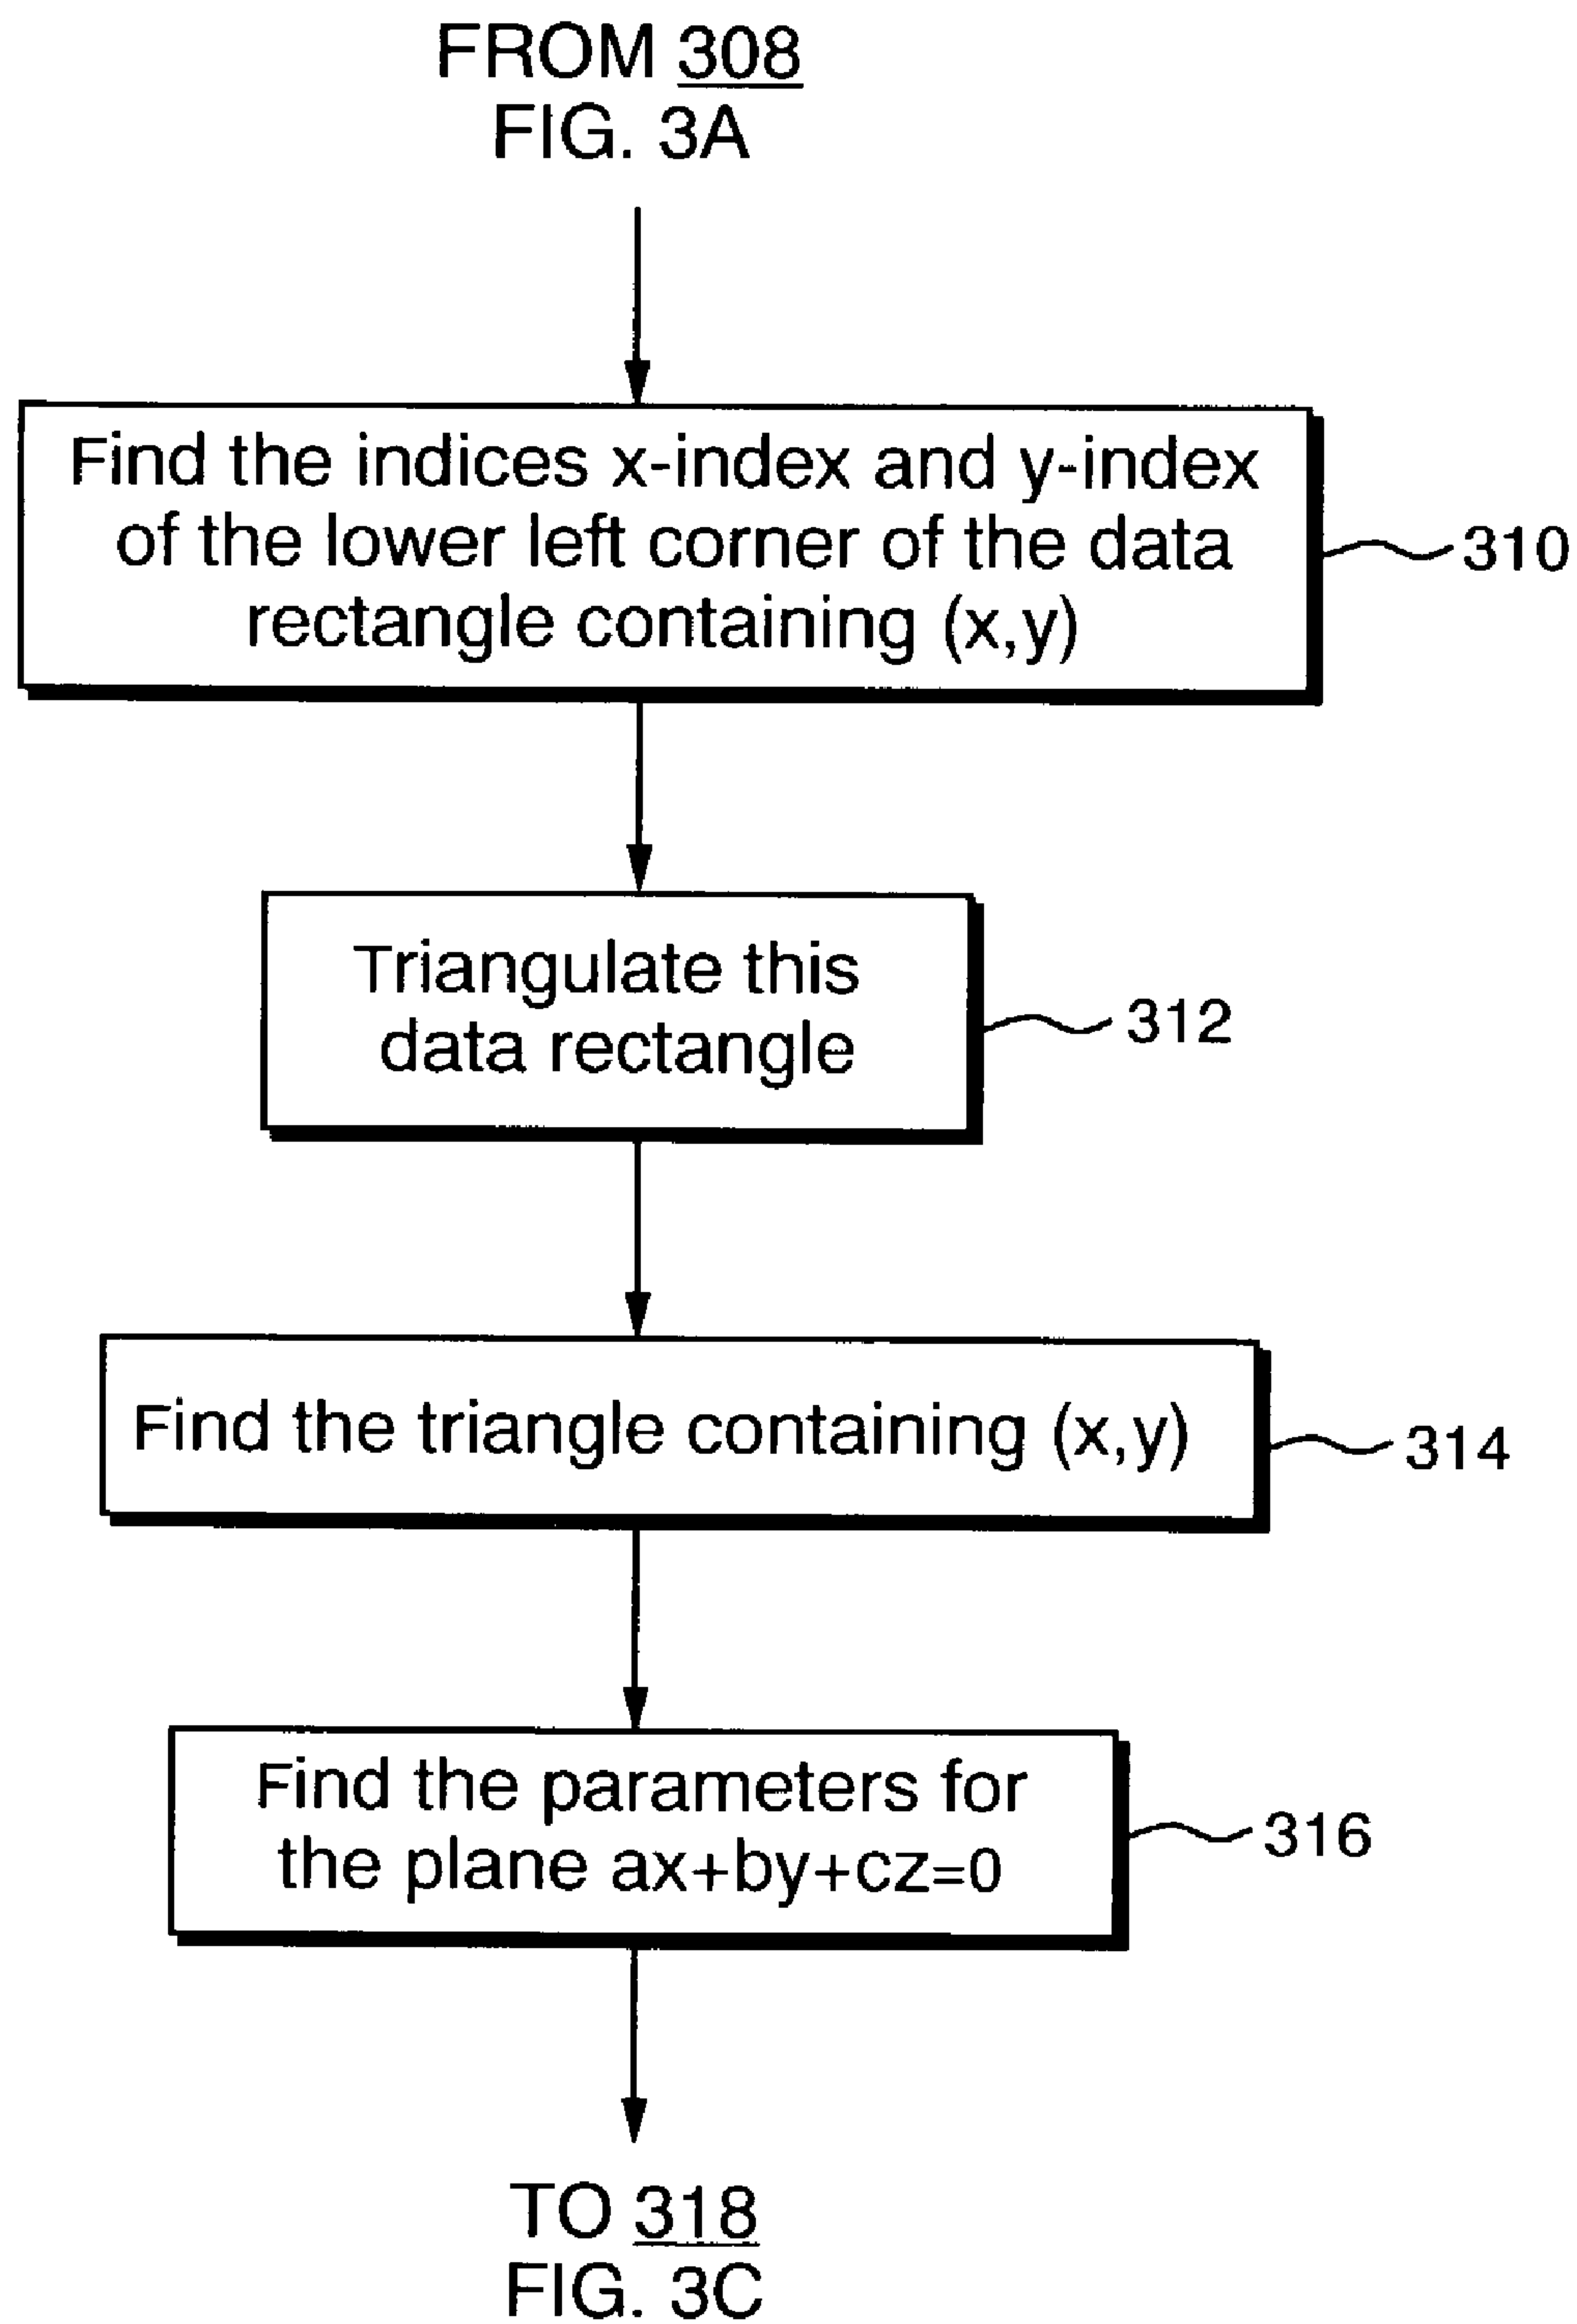 FROM 308
FIG. 3A
Find the indices x-index and y-index
of the lower left corner of the data
rectangle containing (x,y)
310
Triangulate this
data rectangle
312
Find the triangle containing (x,y)
314
Find the parameters for
the plane ax+by+cz=0
316
TO 318
FIG. 3C